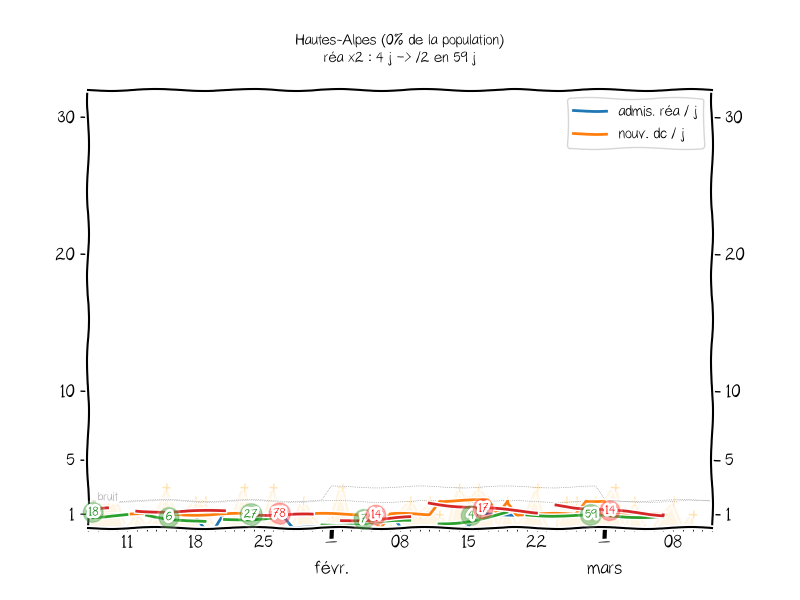 Hautes-Alpes (0% de la population)
réa x2 : 4 j -> /2 en 59 j
admis. réa / j
nouv. dc / j
30 30
20 20
10 10
5 5
bruit
1 1
18 6 27 78 14 4 17 59 14
11 18 25 08 15 22 08
févr. mars